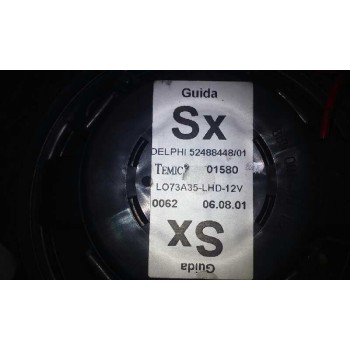 Guida
Sx
DELPHI 52488448/01
TEMIC 01580
LO73A35-LHD-12V
0062 06.08.01
Sx
Guida